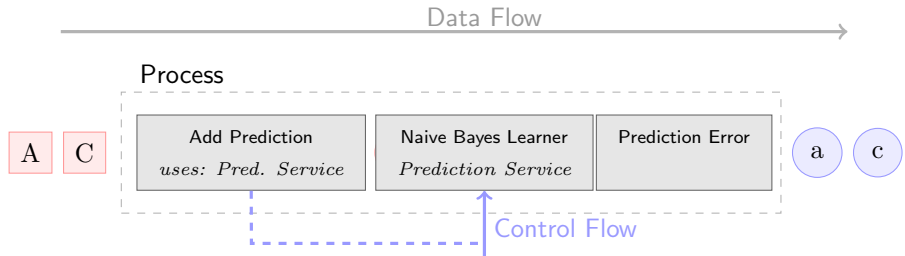 Data Flow
Process
A
C
Add Prediction
uses: Pred. Service
Naive Bayes Learner
Prediction Service
Prediction Error
a
c
Control Flow